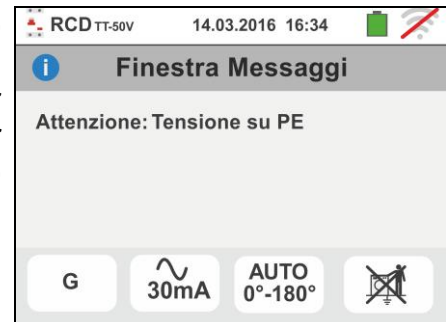 RCD TT-50V 14.03.2016 16:34
i Finestra Messaggi
Attenzione: Tensione su PE
G 30mA AUTO
0°-180°